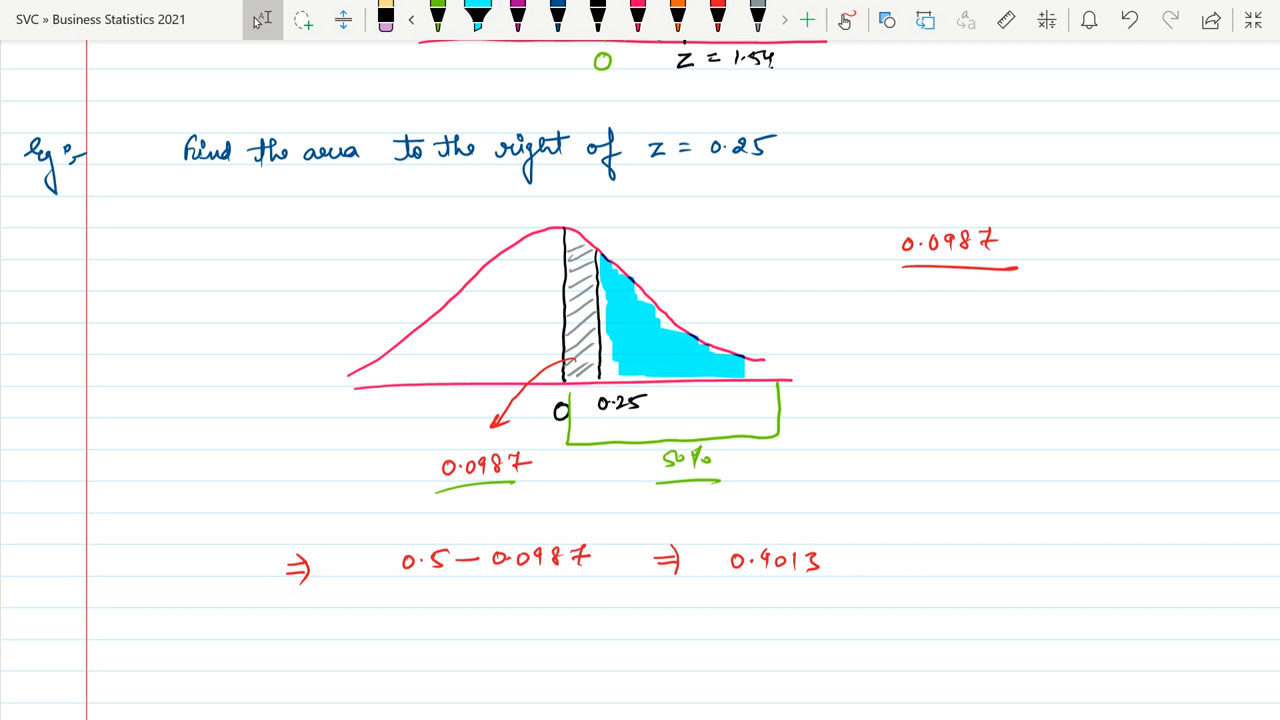 SVC » Business Statistics 2021
0 z = 1.54
Eg:- Find the area to the right of z = 0.25
0.0987
0 0.25
0.0987 50%
⇒ 0.5 - 0.0987 ⇒ 0.4013